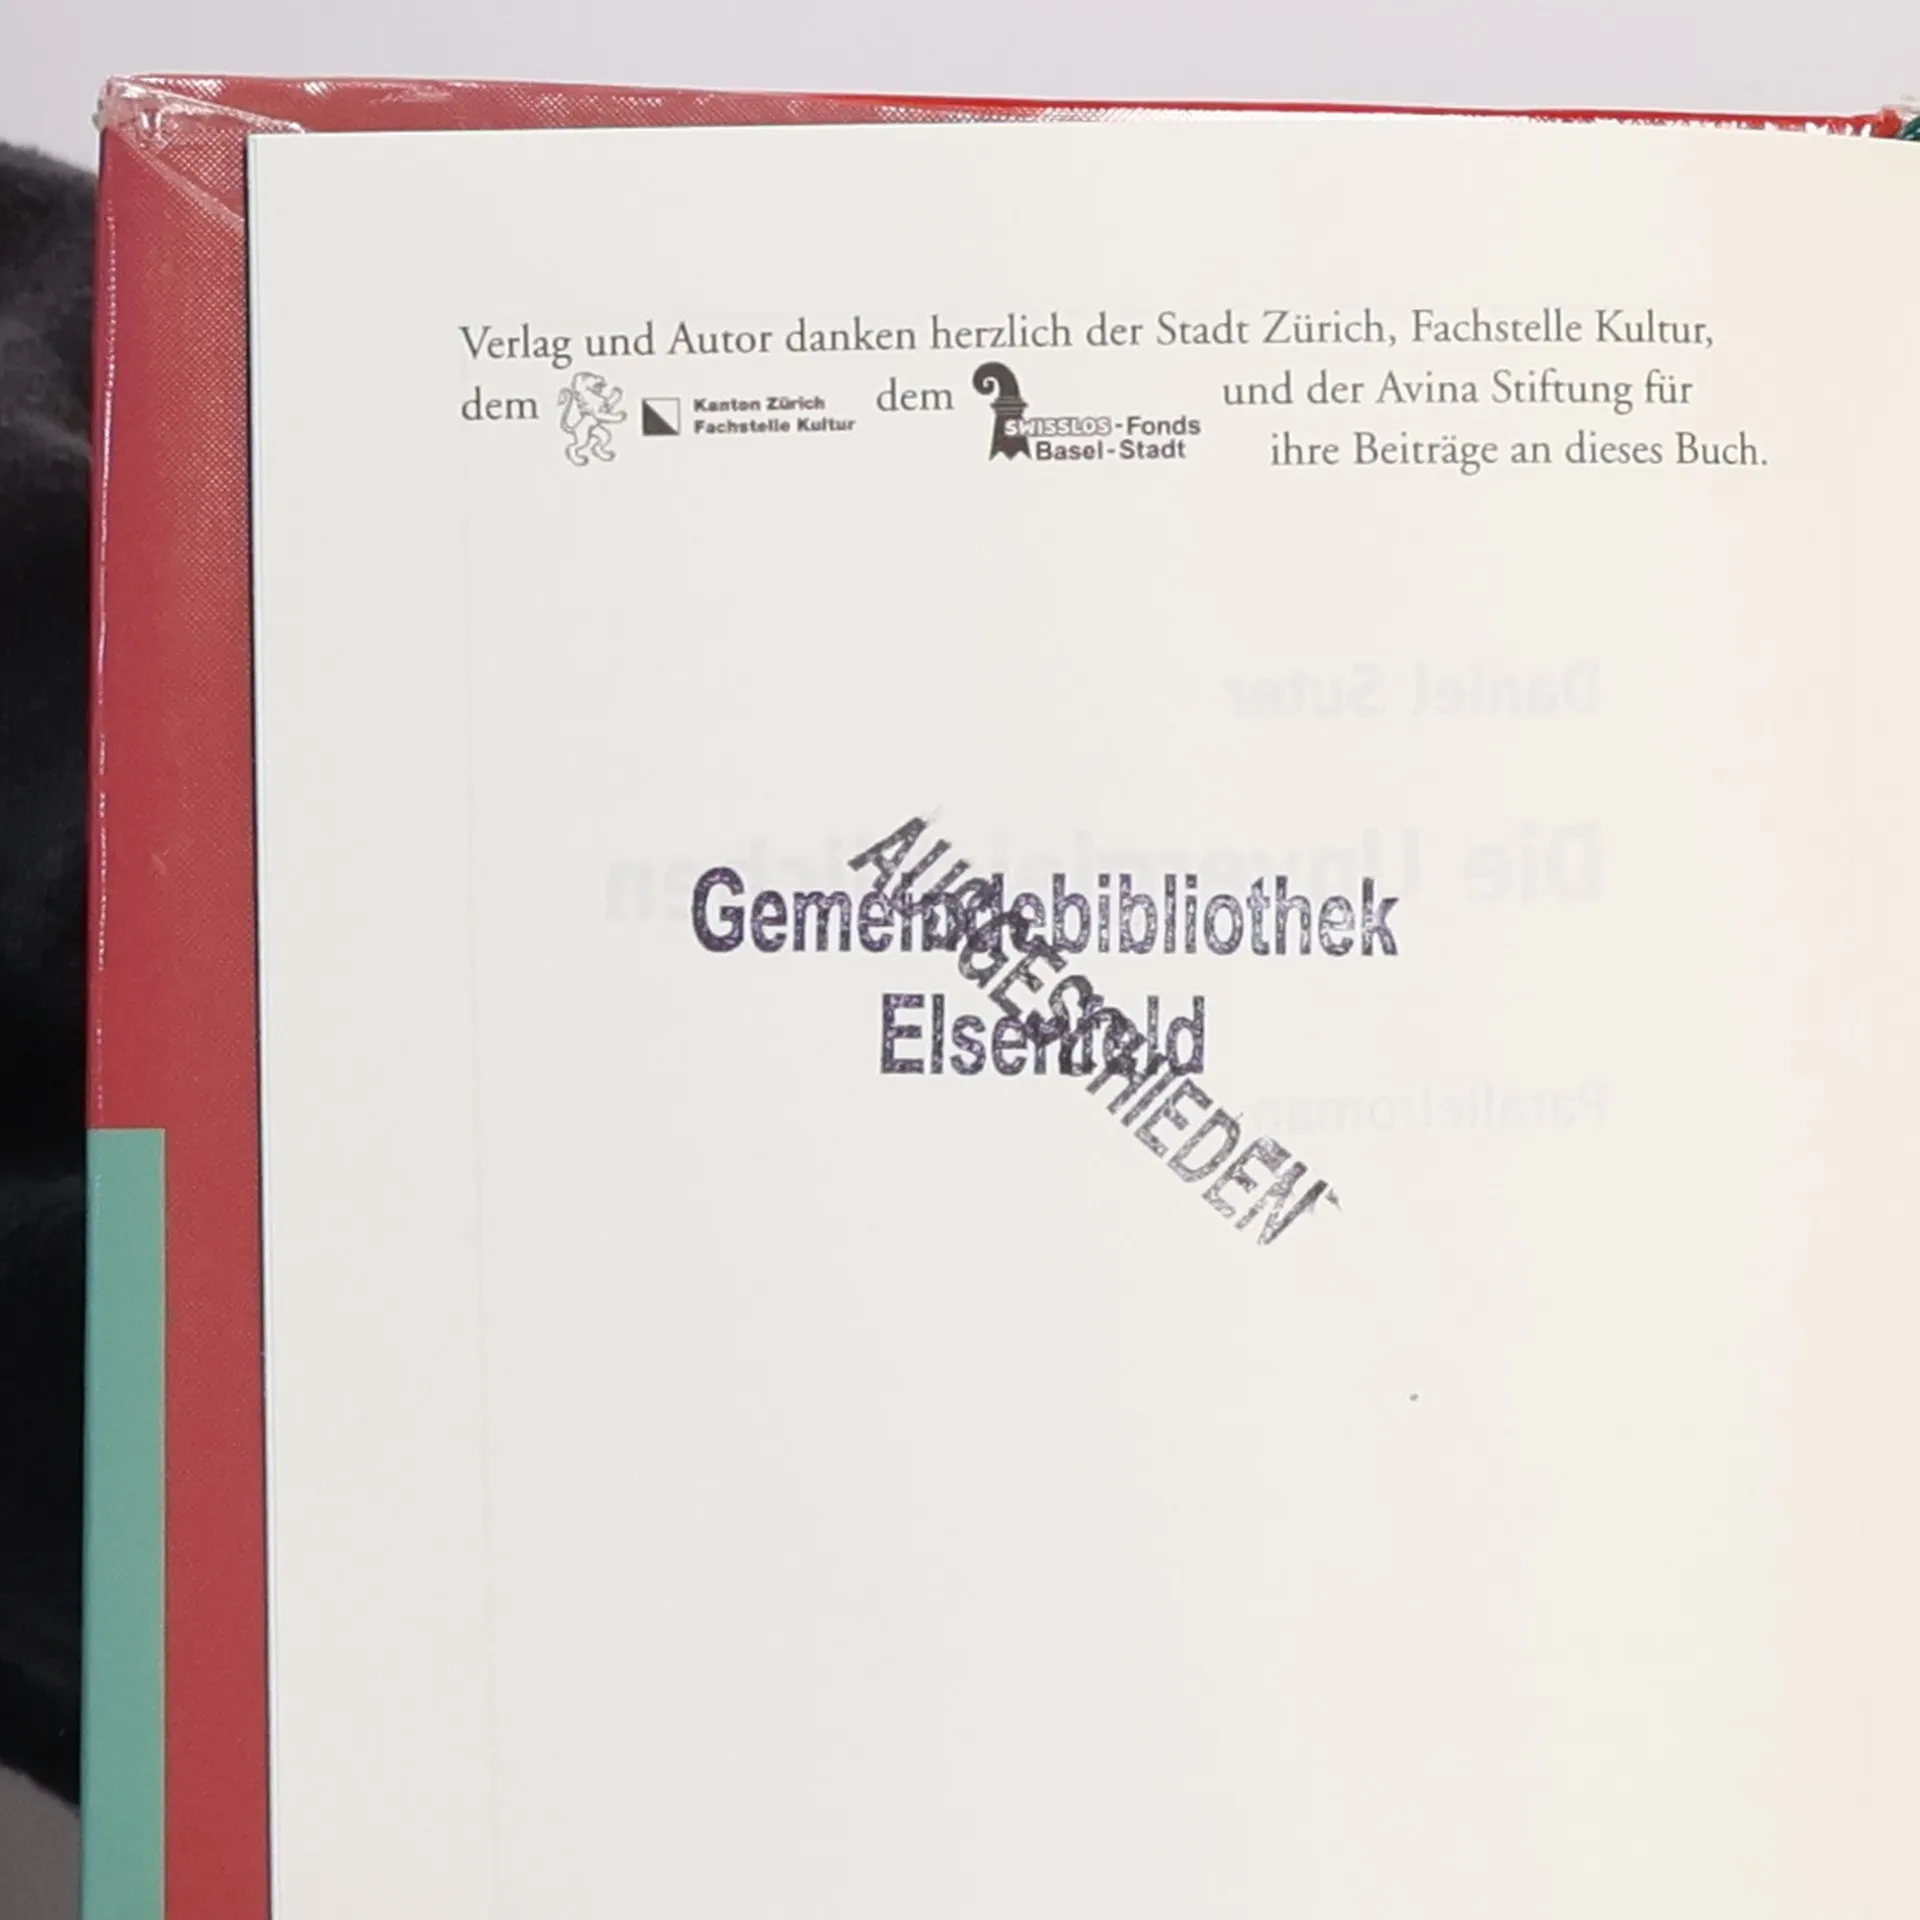 Verlag und Autor danken herzlich der Stadt Zürich, Fachstelle Kultur,
dem Kanton Zürich Fachstelle Kultur dem SWISSLOS-Fonds Basel-Stadt und der Avina Stiftung für
ihre Beiträge an dieses Buch.
Daniel Suter
Gemeindebibliothek
Elsenfeld
AUSGESCHIEDEN
Parallelroman